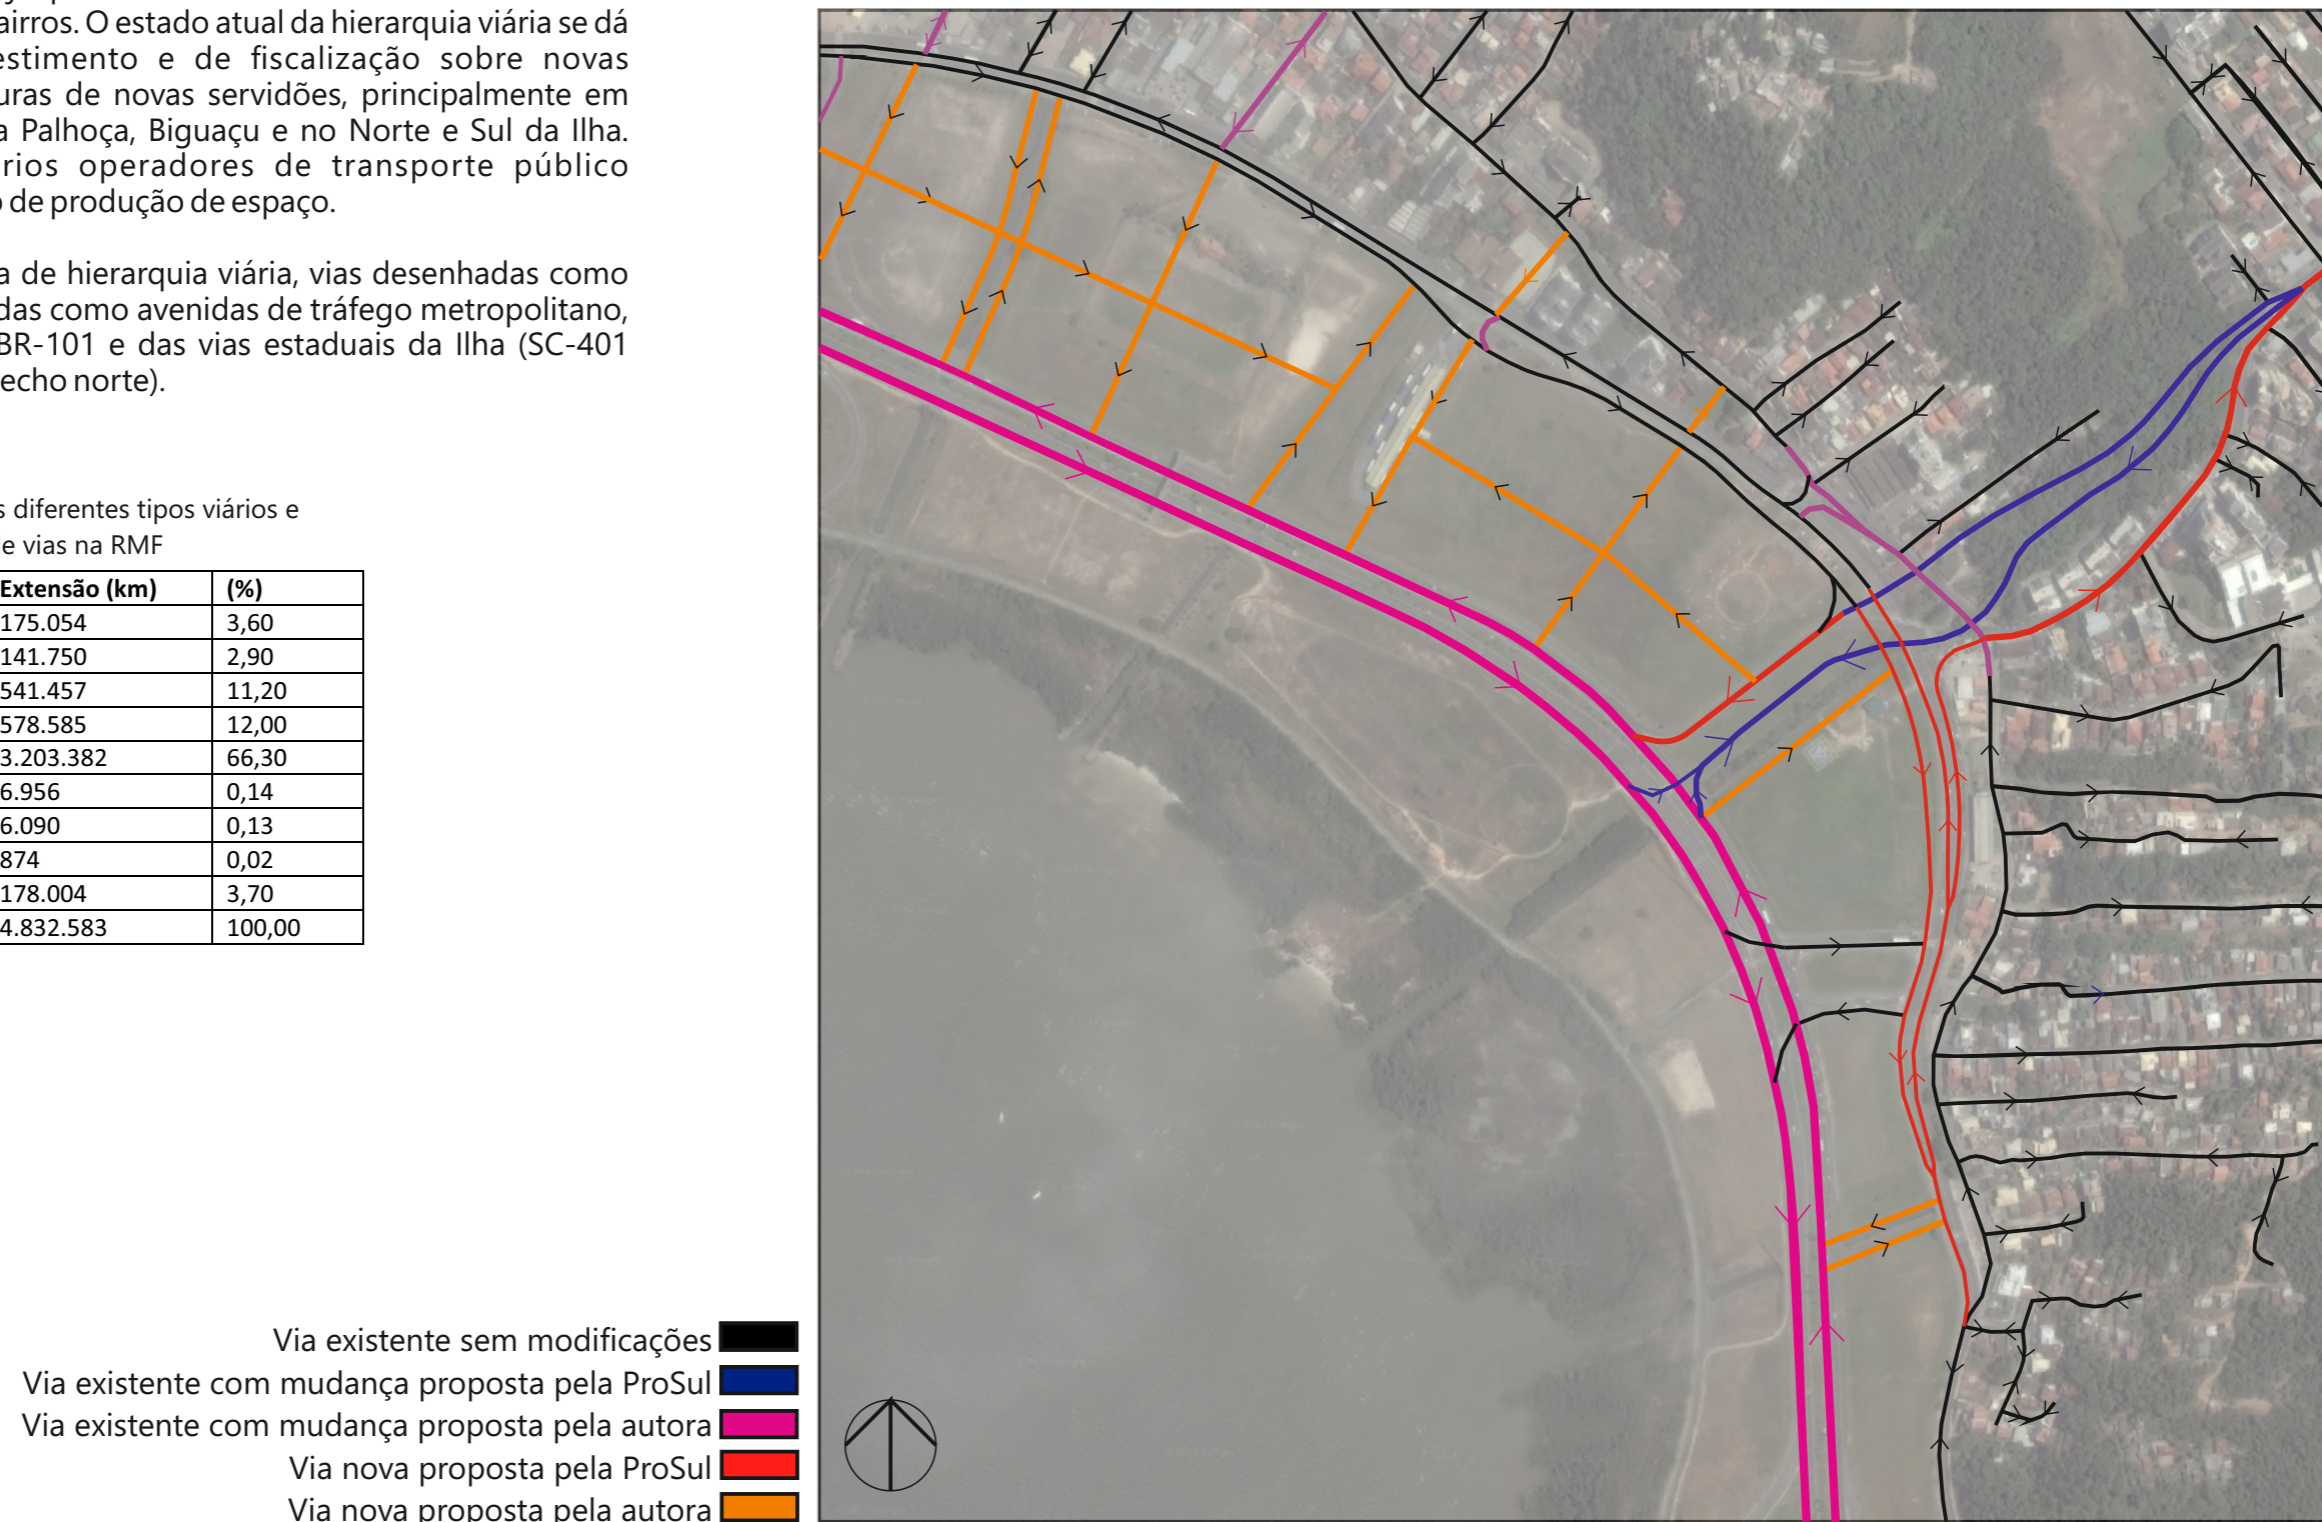 airros. O estado atual da hierarquia viária se dá
estimento e de fiscalização sobre novas
uras de novas servidões, principalmente em
a Palhoça, Biguaçu e no Norte e Sul da Ilha.
rios operadores de transporte público
o de produção de espaço.
a de hierarquia viária, vias desenhadas como
das como avenidas de tráfego metropolitano,
BR-101 e das vias estaduais da Ilha (SC-401
echo norte).
s diferentes tipos viários e
e vias na RMF
Extensão (km) (%)
175.054 3,60
141.750 2,90
541.457 11,20
578.585 12,00
3.203.382 66,30
6.956 0,14
6.090 0,13
874 0,02
178.004 3,70
4.832.583 100,00
Via existente sem modificações
Via existente com mudança proposta pela ProSul
Via existente com mudança proposta pela autora
Via nova proposta pela ProSul
Via nova proposta pela autora